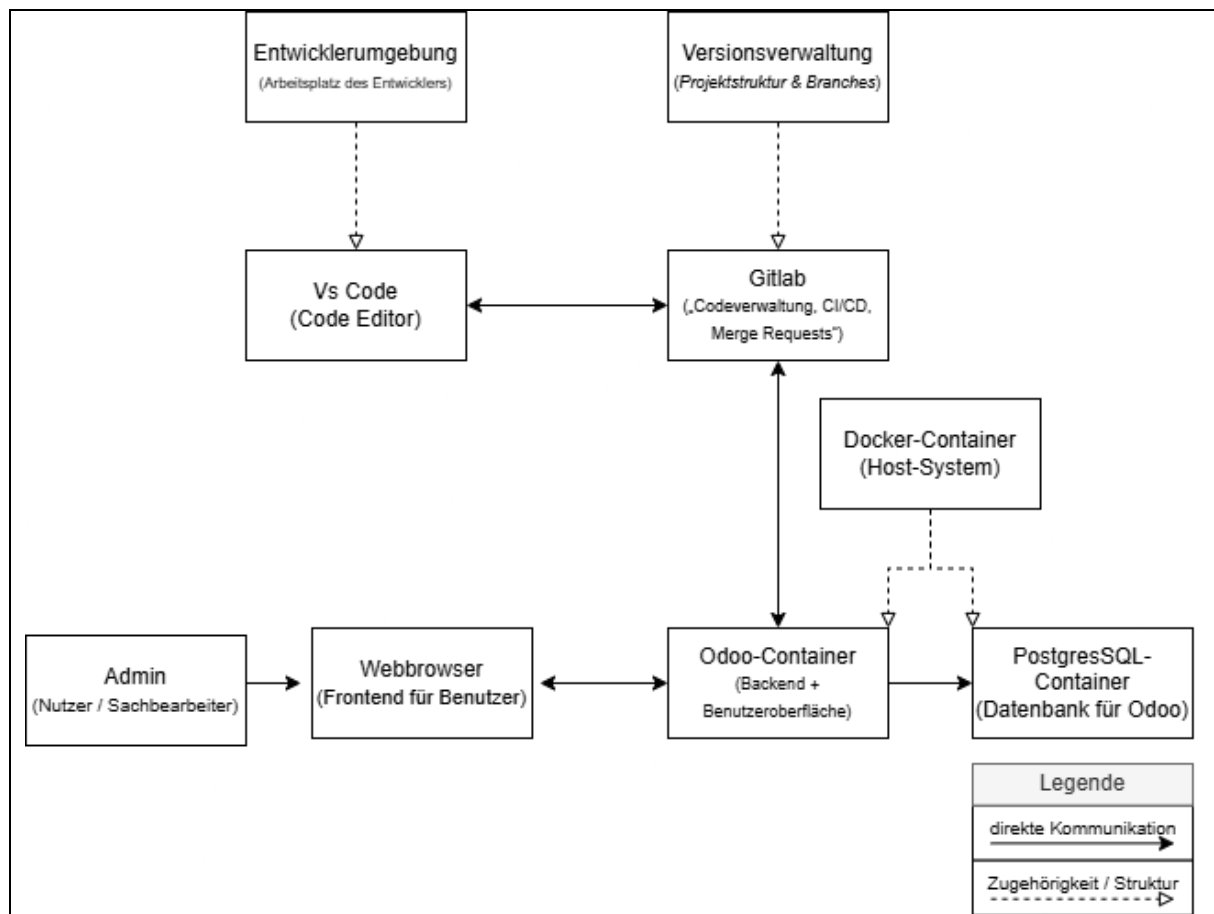 Entwicklerumgebung
(Arbeitsplatz des Entwicklers)
Versionsverwaltung
(Projektstruktur & Branches)
Vs Code
(Code Editor)
Gitlab
(„Codeverwaltung, CI/CD,
Merge Requests“)
Docker-Container
(Host-System)
Admin
(Nutzer / Sachbearbeiter)
Webbrowser
(Frontend für Benutzer)
Odoo-Container
(Backend +
Benutzeroberfläche)
PostgresSQL-
Container
(Datenbank für Odoo)
Legende
direkte Kommunikation
Zugehörigkeit / Struktur